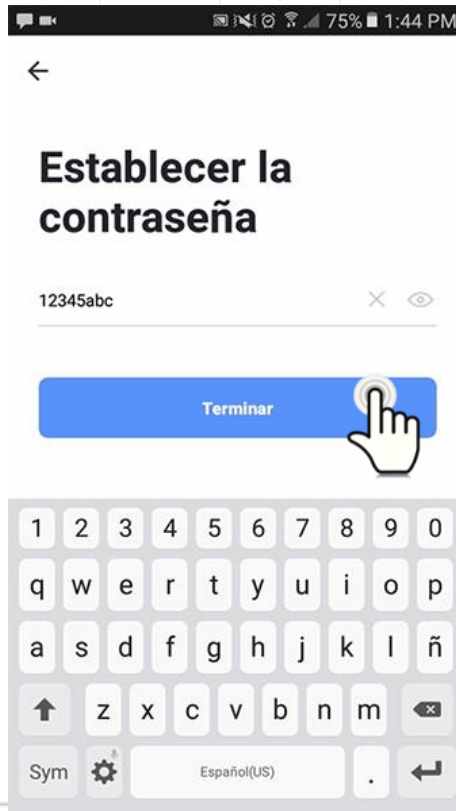 75% 1:44 PM
Establecer la
contraseña
12345abc
Terminar
1 2 3 4 5 6 7 8 9 0
q w e r t y u i o p
a s d f g h j k l ñ
z x c v b n m
Sym Español(US) .